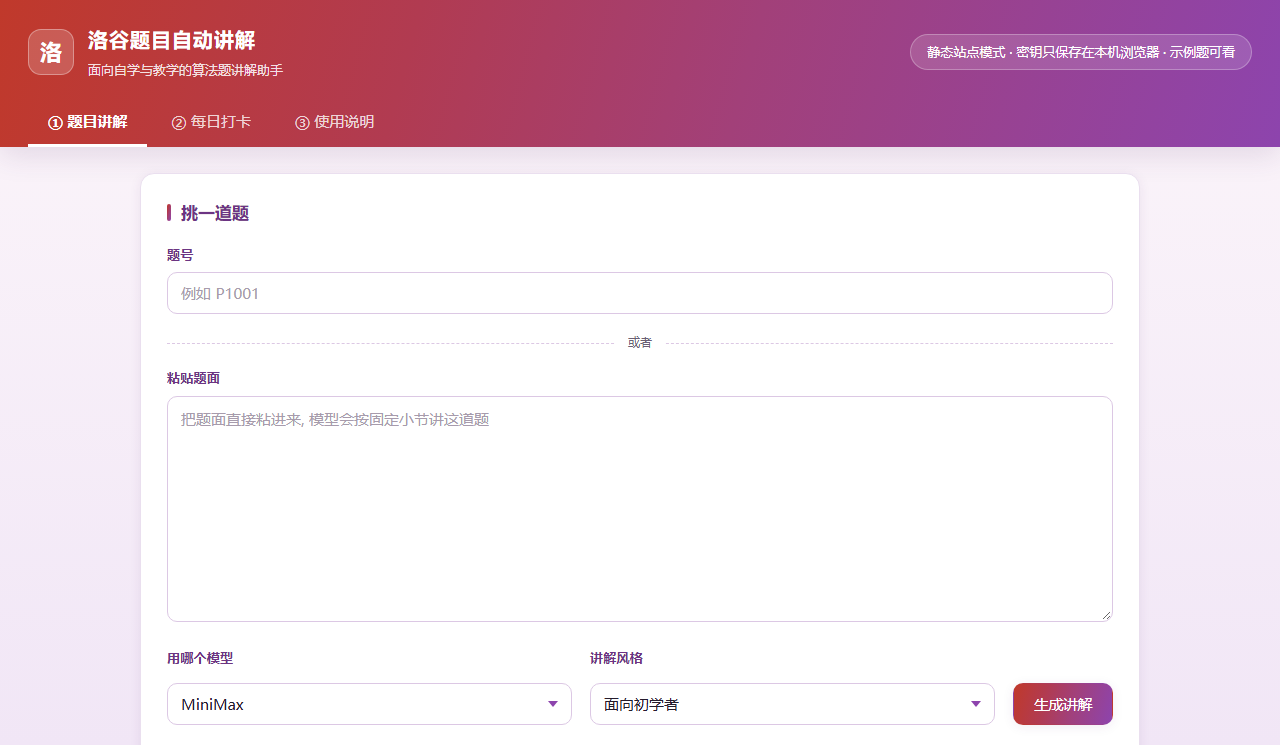 洛
洛谷题目自动讲解
面向自学与教学的算法题讲解助手
静态站点模式 · 密钥只保存在本机浏览器 · 示例题可看
① 题目讲解
② 每日打卡
③ 使用说明
挑一道题
题号
例如 P1001
或者
粘贴题面
把题面直接粘进来, 模型会按固定小节讲这道题
用哪个模型
讲解风格
MiniMax
面向初学者
生成讲解